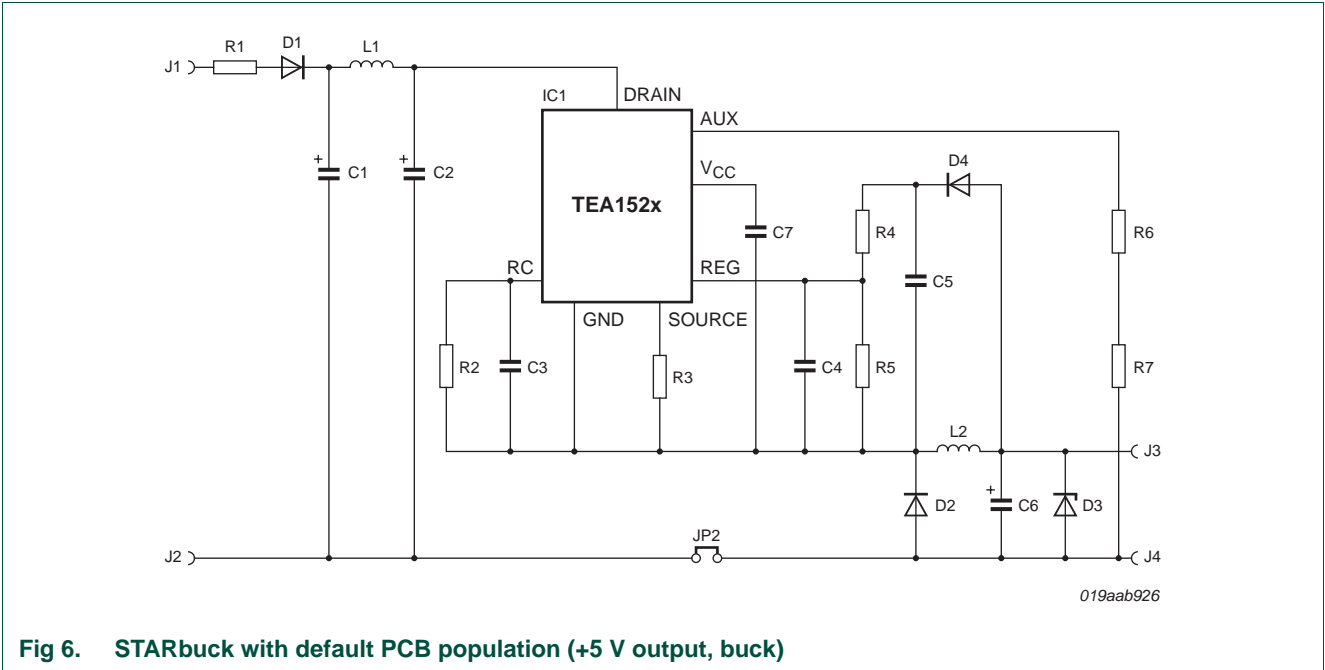 R1 D1 L1
J1
IC1 DRAIN
AUX
+ C1
+ C2
VCC
D4
TEA152x
C7
R4
R6
RC
REG
C5
GND SOURCE
R2
C3
R3
C4
R5
R7
L2
J3
D2
+ C6
D3
JP2
J2
J4
019aab926
Fig 6. STARbuck with default PCB population (+5 V output, buck)